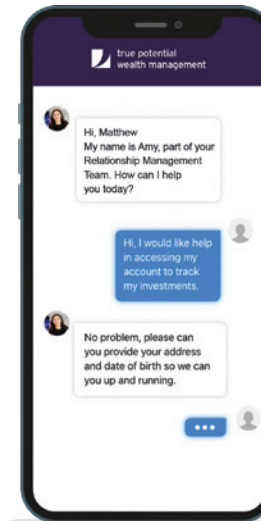 true potential
wealth management
Hi, Matthew
My name is Amy, part of your
Relationship Management
Team. How can I help
you today?
Hi, I would like help
in accessing my
account to track
my investments.
No problem, please can
you provide your address
and date of birth so we can
you up and running.